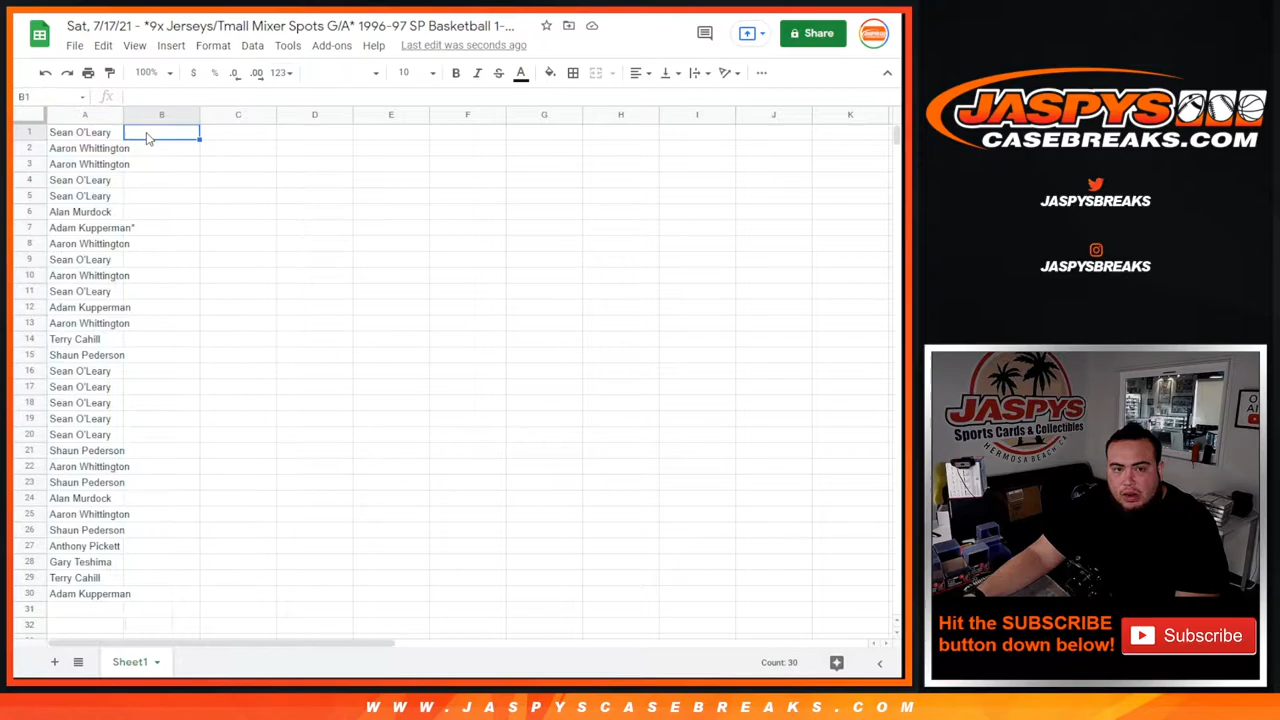 Sat, 7/17/21 - *9x Jerseys/Tmall Mixer Spots G/A* 1996-97 SP Basketball 1-...
File Edit View Insert Format Data Tools Add-ons Help Last edit was seconds ago
Share
100% $ % .0 .00 123 10 B I S A
B1 fx
A B C D E F G H I J K
1 Sean O'Leary
2 Aaron Whittington
3 Aaron Whittington
4 Sean O'Leary
5 Sean O'Leary
6 Alan Murdock
7 Adam Kupperman*
8 Aaron Whittington
9 Sean O'Leary
10 Aaron Whittington
11 Sean O'Leary
12 Adam Kupperman
13 Aaron Whittington
14 Terry Cahill
15 Shaun Pederson
16 Sean O'Leary
17 Sean O'Leary
18 Sean O'Leary
19 Sean O'Leary
20 Sean O'Leary
21 Shaun Pederson
22 Aaron Whittington
23 Shaun Pederson
24 Alan Murdock
25 Aaron Whittington
26 Shaun Pederson
27 Anthony Pickett
28 Gary Teshima
29 Terry Cahill
30 Adam Kupperman
31
32
Sheet1
Count: 30
JASPYS
CASEBREAKS.COM
JASPYSBREAKS
JASPYSBREAKS
JASPYS
Sports Cards & Collectibles
HERMOSA BEACH CA
Hit the SUBSCRIBE
button down below!
Subscribe
WWW.JASPYSCASEBREAKS.COM